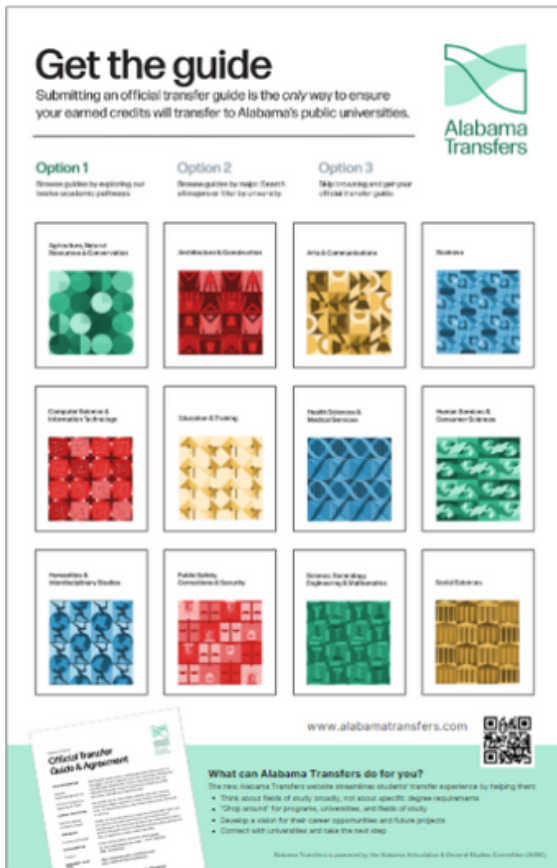 Get the guide
Submitting an official transfer guide is the only way to ensure
your earned credits will transfer to Alabama's public universities.
Alabama
Transfers
Option 1
Browse guides by exploring our
twelve academic pathways.
Option 2
Browse guides by major. Search
all majors or filter by university.
Option 3
Skip browsing and get your
official transfer guide.
Agriculture, Natural
Resources & Conservation
Architecture & Construction
Arts & Communications
Business
Computer Science &
Information Technology
Education & Training
Health Sciences &
Medical Services
Human Services &
Consumer Sciences
Humanities &
Interdisciplinary Studies
Public Safety,
Corrections & Security
Science, Technology,
Engineering & Mathematics
Social Sciences
www.alabamatransfers.com
Official Transfer
Guide & Agreement
What can Alabama Transfers do for you?
The new Alabama Transfers website streamlines students' transfer experience by helping them:
• Think about fields of study broadly, not about specific degree requirements
• "Shop around" for programs, universities, and fields of study
• Develop a vision for their career opportunities and future projects
• Connect with universities and take the next step
Alabama Transfers is powered by the Alabama Articulation & General Studies Committee